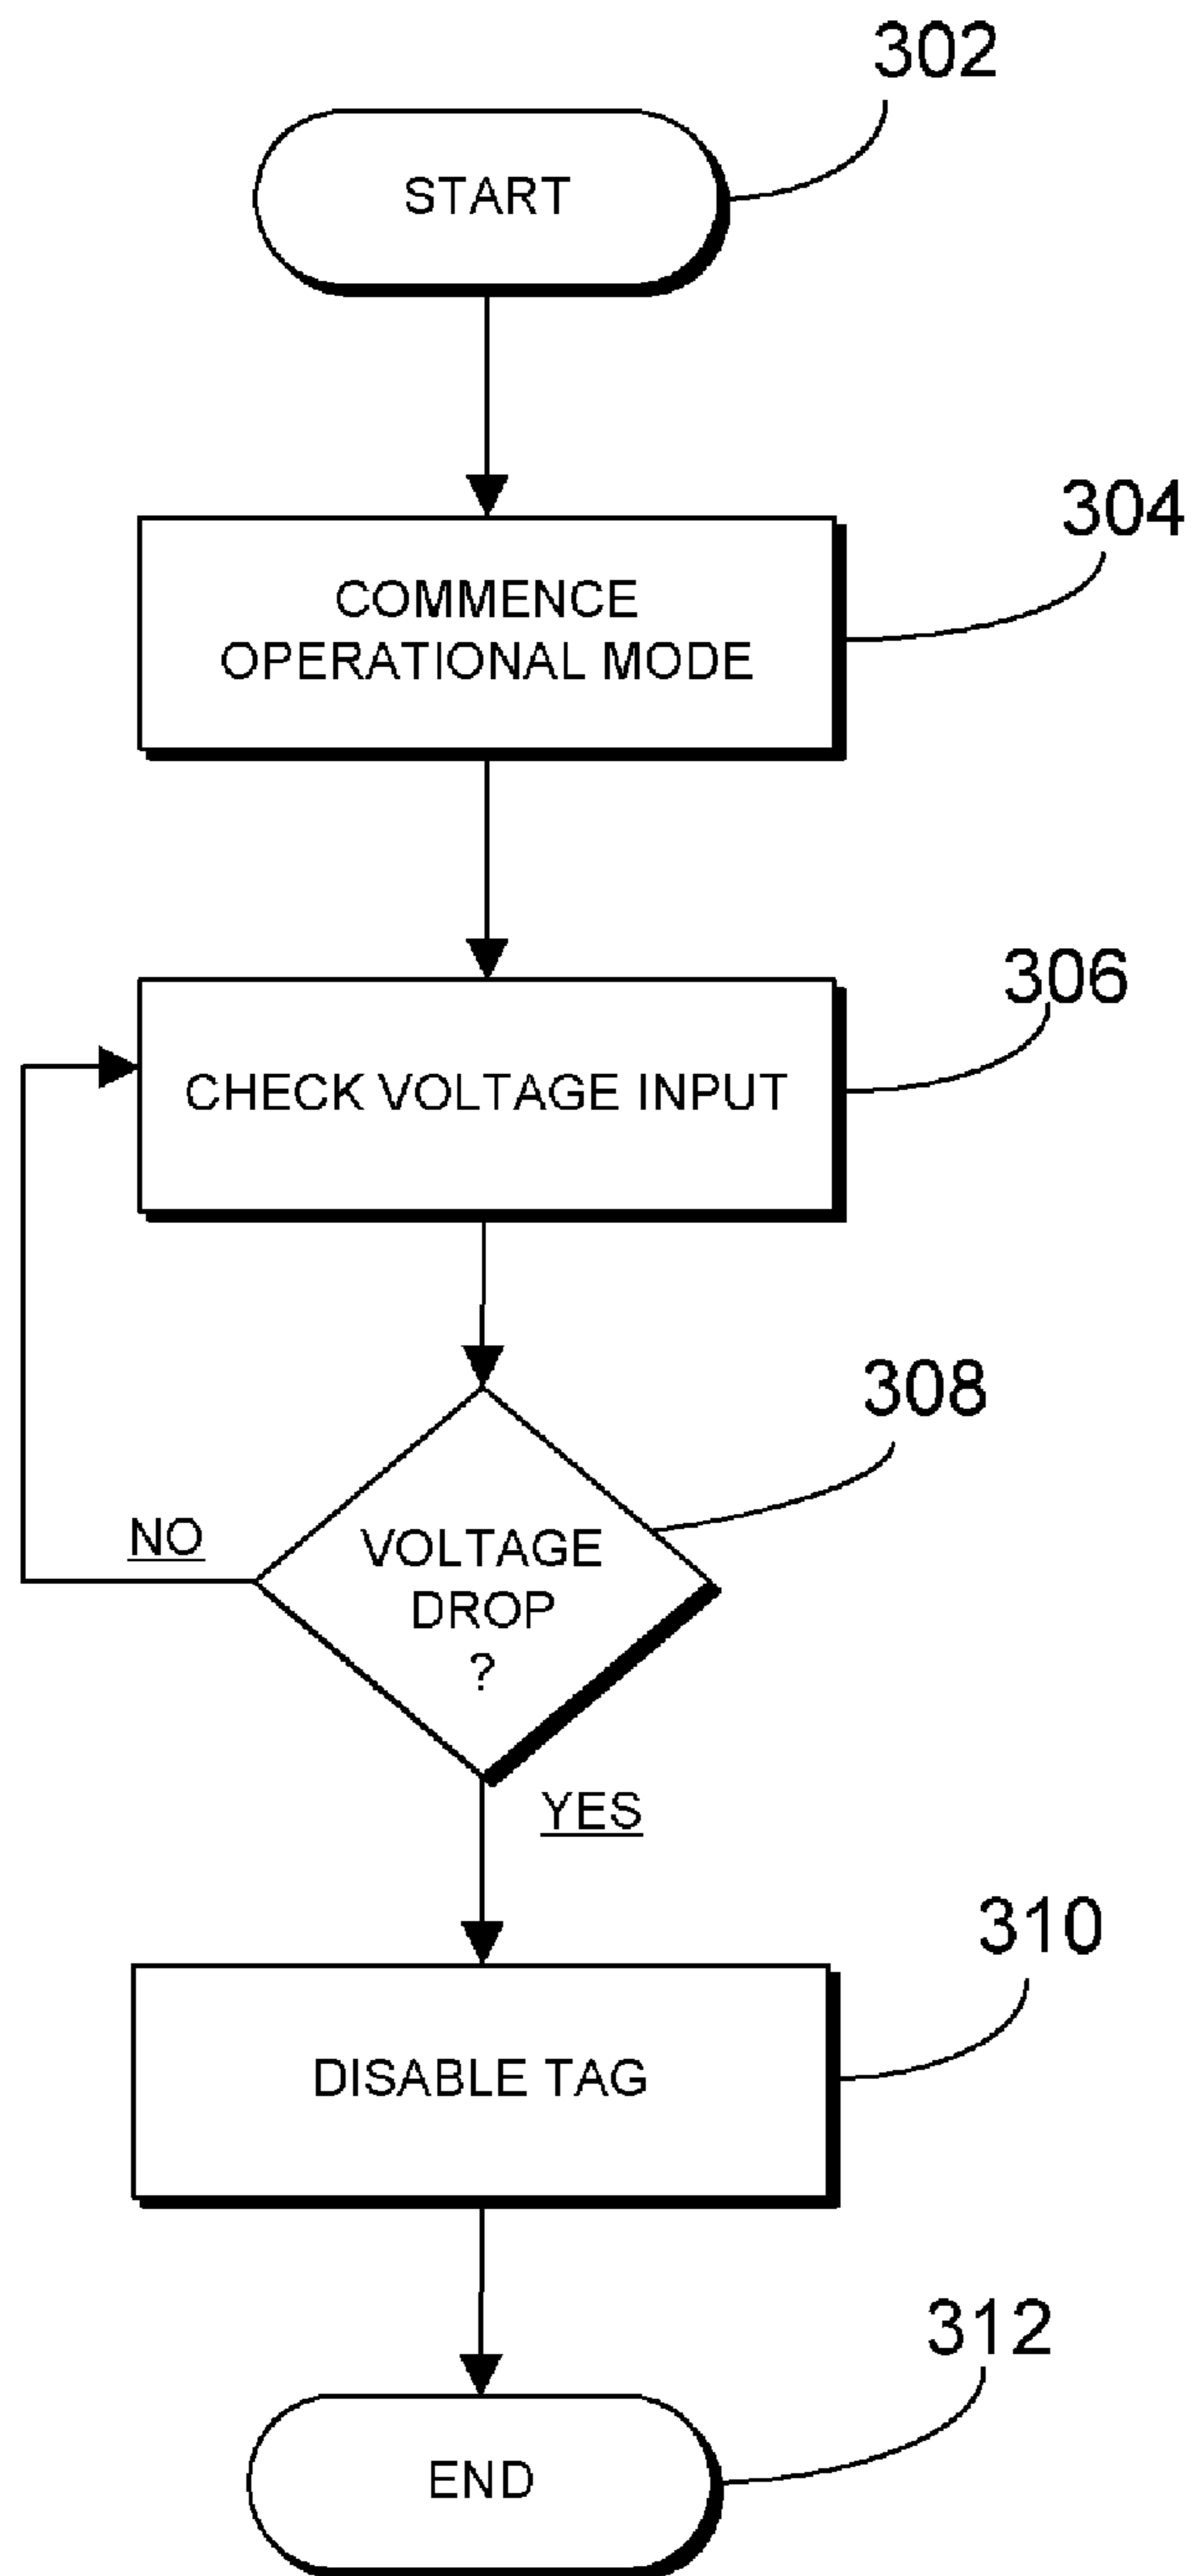 302
START
304
COMMENCE
OPERATIONAL MODE
306
CHECK VOLTAGE INPUT
308
NO
VOLTAGE
DROP
?
YES
310
DISABLE TAG
312
END